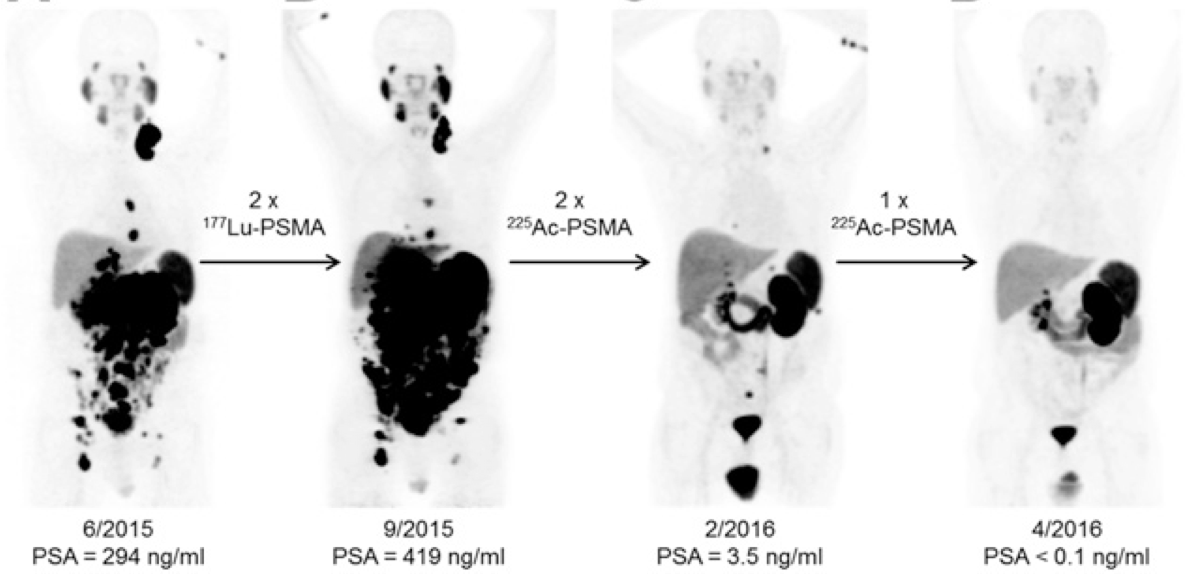 2 x
177Lu-PSMA
2 x
225Ac-PSMA
1 x
225Ac-PSMA
6/2015
PSA = 294 ng/ml
9/2015
PSA = 419 ng/ml
2/2016
PSA = 3.5 ng/ml
4/2016
PSA < 0.1 ng/ml